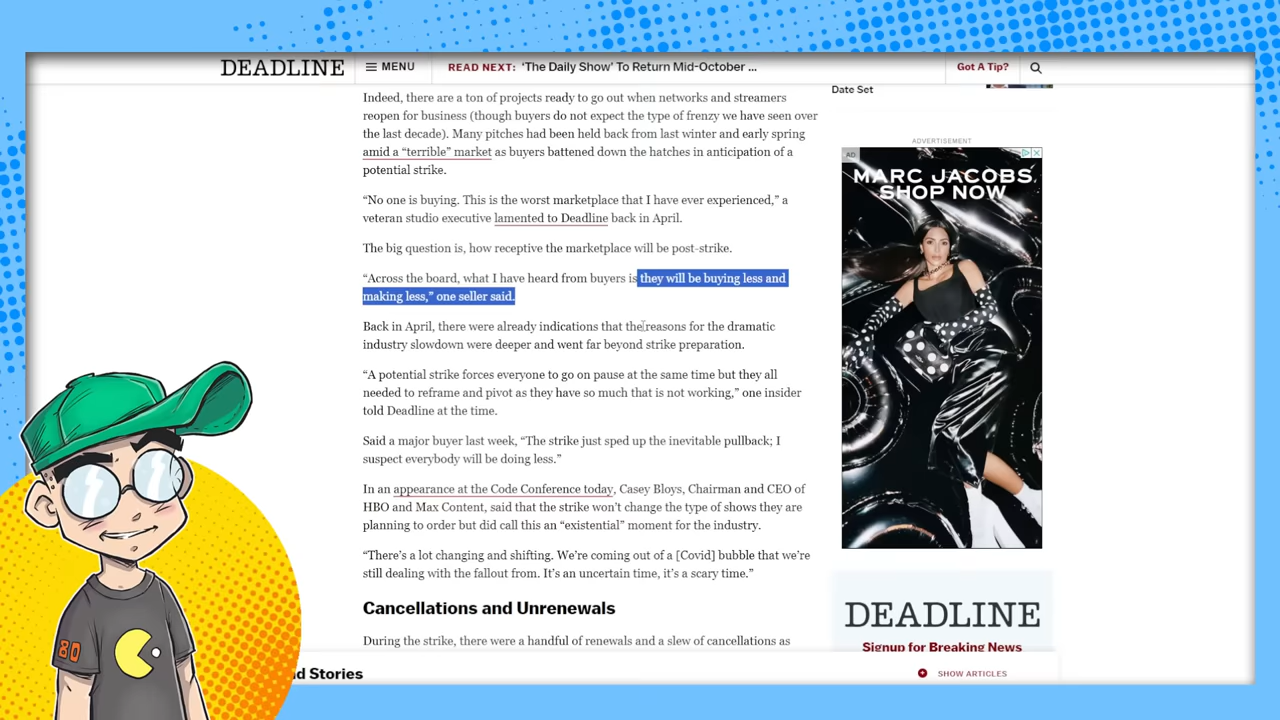 DEADLINE
MENU
READ NEXT: ‘The Daily Show’ To Return Mid-October ...
Got A Tip?
Date Set
Indeed, there are a ton of projects ready to go out when networks and streamers
reopen for business (though buyers do not expect the type of frenzy we have seen over
the last decade). Many pitches had been held back from last winter and early spring
amid a “terrible” market as buyers battened down the hatches in anticipation of a
potential strike.
“No one is buying. This is the worst marketplace that I have ever experienced,” a
veteran studio executive lamented to Deadline back in April.
The big question is, how receptive the marketplace will be post-strike.
“Across the board, what I have heard from buyers is they will be buying less and
making less,” one seller said.
Back in April, there were already indications that the reasons for the dramatic
industry slowdown were deeper and went far beyond strike preparation.
“A potential strike forces everyone to go on pause at the same time but they all
needed to reframe and pivot as they have so much that is not working,” one insider
told Deadline at the time.
Said a major buyer last week, “The strike just sped up the inevitable pullback; I
suspect everybody will be doing less.”
In an appearance at the Code Conference today, Casey Bloys, Chairman and CEO of
HBO and Max Content, said that the strike won’t change the type of shows they are
planning to order but did call this an “existential” moment for the industry.
“There’s a lot changing and shifting. We’re coming out of a [Covid] bubble that we’re
still dealing with the fallout from. It’s an uncertain time, it’s a scary time.”
Cancellations and Unrenewals
During the strike, there were a handful of renewals and a slew of cancellations as
ADVERTISEMENT
AD
MARC JACOBS
SHOP NOW
DEADLINE
Signup for Breaking News
d Stories
SHOW ARTICLES
80